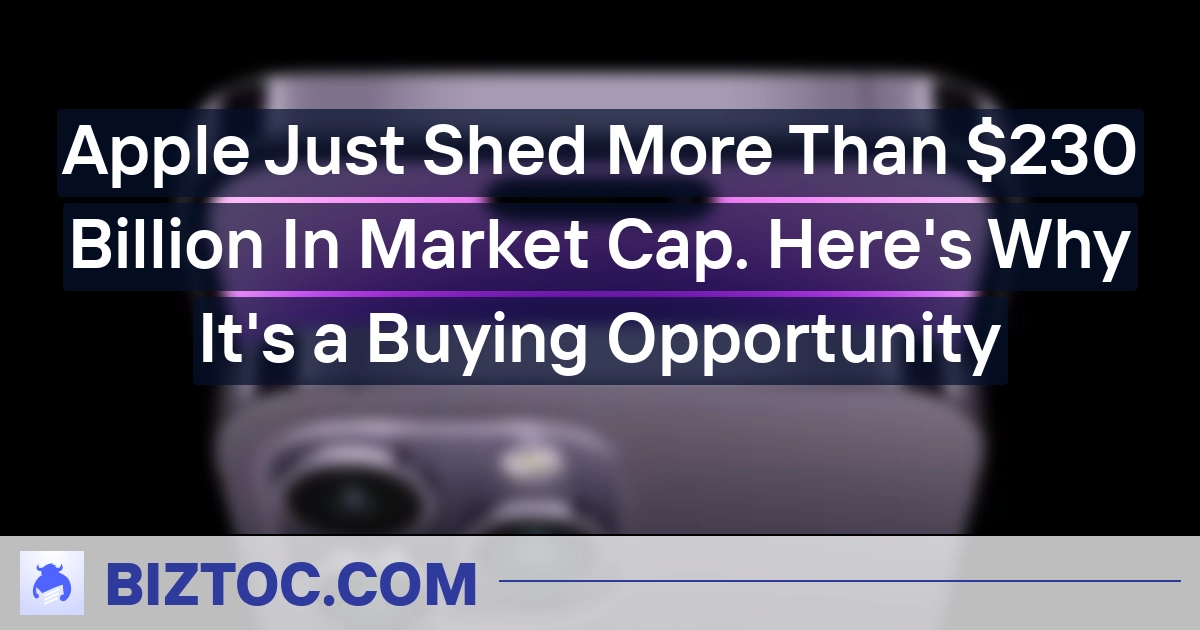 Apple Just Shed More Than $230
Billion In Market Cap. Here's Why
It's a Buying Opportunity
BIZTOC.COM